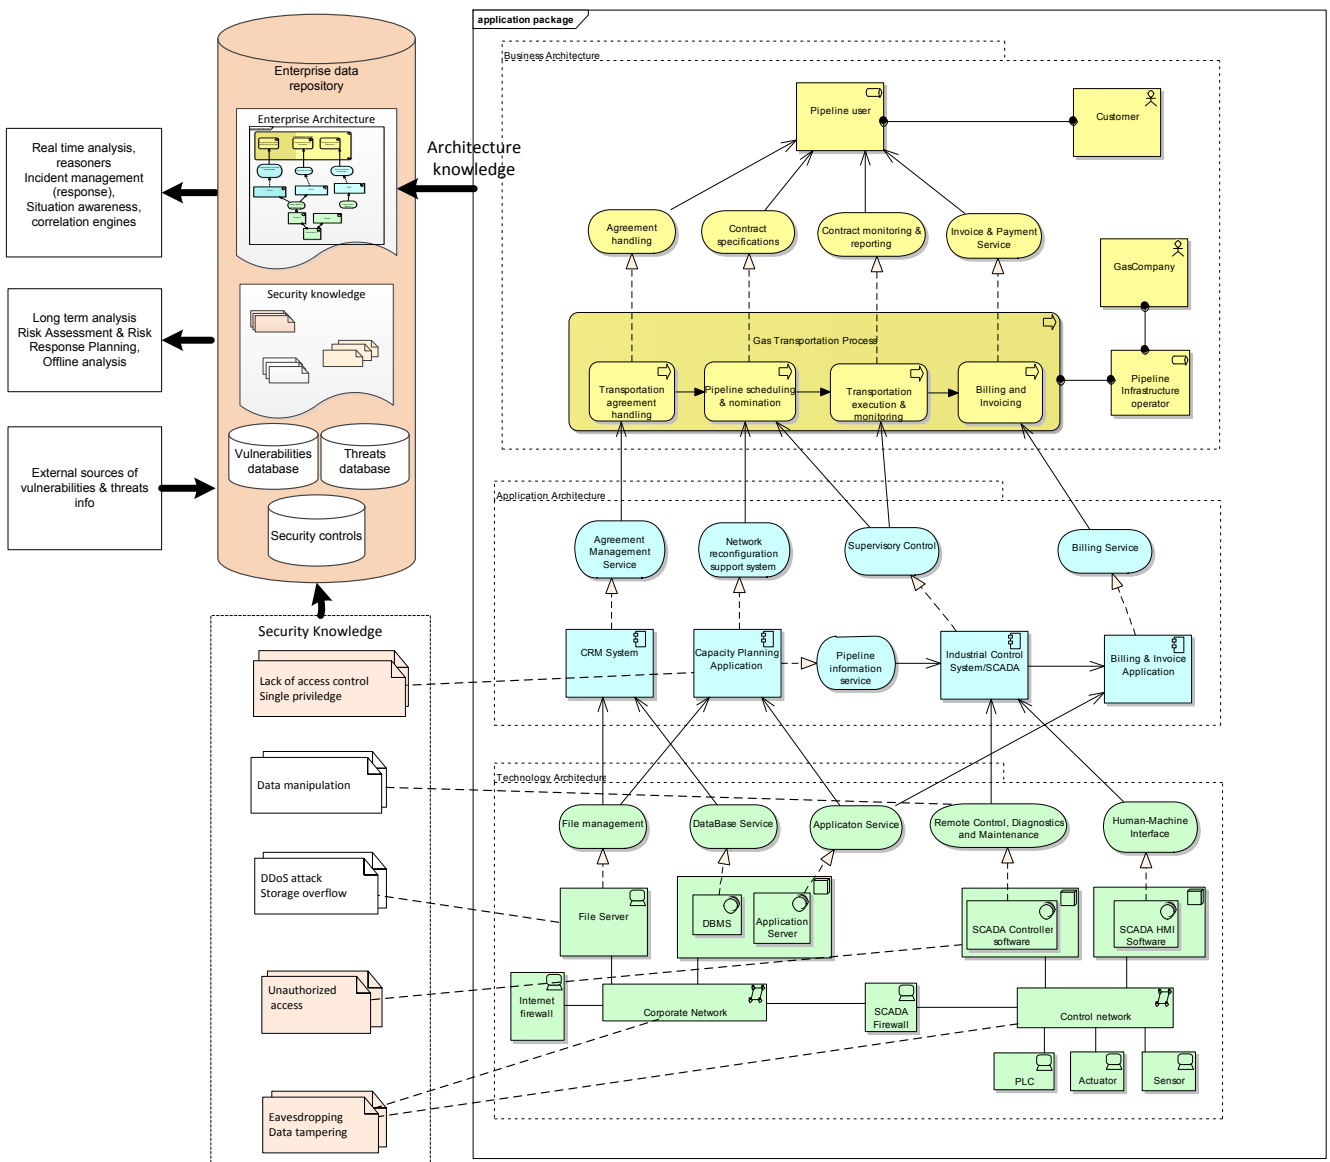 application package
Enterprise data
repository
Enterprise Architecture
Real time analysis,
reasoners
Incident management
(response),
Situation awareness,
correlation engines
Architecture
knowledge
Security knowledge
Long term analysis
Risk Assessment & Risk
Response Planning,
Offline analysis
Vulnerabilities
database
Threats
database
External sources of
vulnerabilities & threats
info
Security controls
Security Knowledge
Lack of access control
Single priviledge
Data manipulation
DDoS attack
Storage overflow
Unauthorized
access
Eavesdropping
Data tampering
Business Architecture
Pipeline user
Customer
Agreement
handling
Contract
specifications
Contract monitoring &
reporting
Invoice & Payment
Service
GasCompany
Gas Transportation Process
Transportation
agreement
handling
Pipeline scheduling
& nomination
Transportation
execution &
monitoring
Billing and
Invoicing
Pipeline
Infrastructure
operator
Application Architecture
Agreement
Management
Service
Network
reconfiguration
support system
Supervisory Control
Billing Service
CRM System
Capacity Planning
Application
Pipeline
information
service
Industrial Control
System/SCADA
Billing & Invoice
Application
Technology Architecture
File management
DataBase Service
Applicaton Service
Remote Control, Diagnostics
and Maintenance
Human-Machine
Interface
File Server
DBMS
Application
Server
SCADA Controller
software
SCADA HMI
Software
Internet
firewall
Corporate Network
SCADA
Firewall
Control network
PLC
Actuator
Sensor